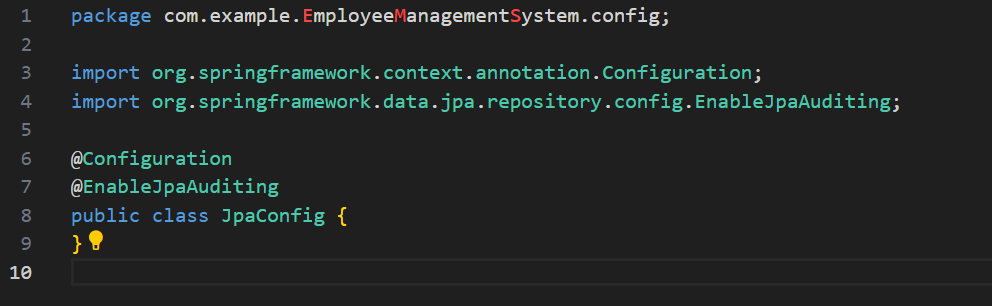 1 package com.example.EmployeeManagementSystem.config;
2
3 import org.springframework.context.annotation.Configuration;
4 import org.springframework.data.jpa.repository.config.EnableJpaAuditing;
5
6 @Configuration
7 @EnableJpaAuditing
8 public class JpaConfig {
9 }
10